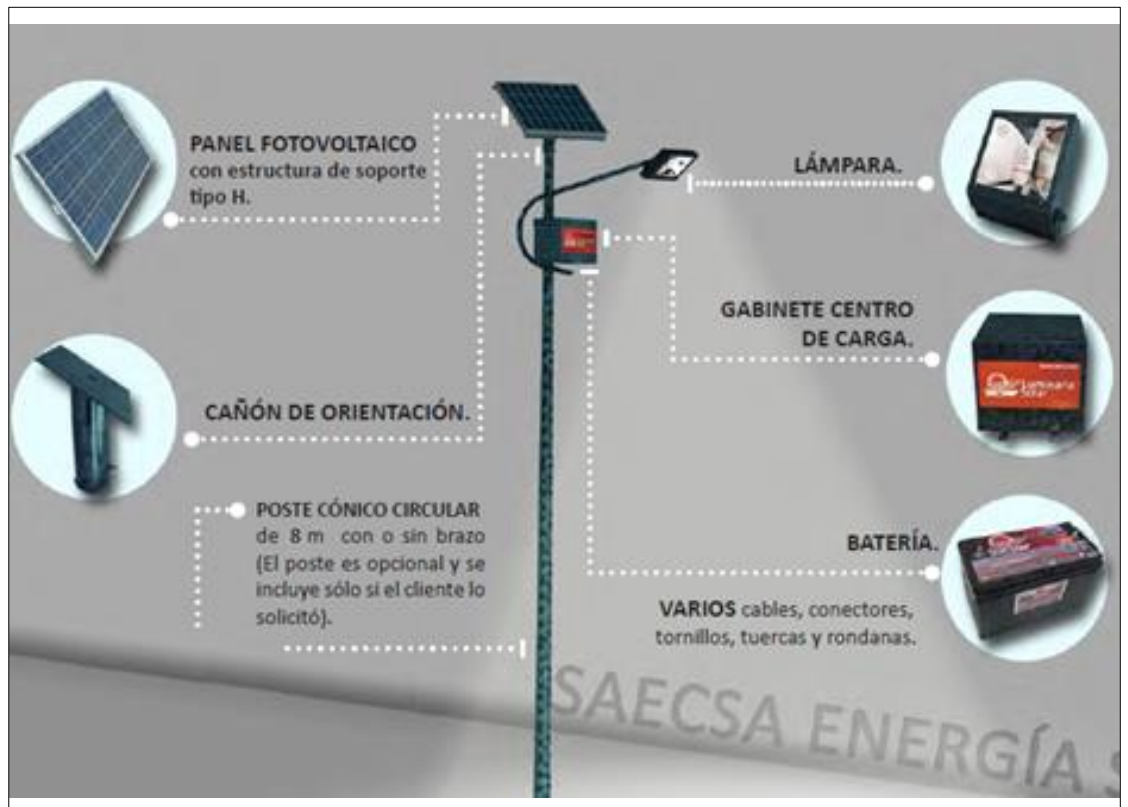 PANEL FOTOVOLTAICO
con estructura de soporte
tipo H.
LÁMPARA.
GABINETE CENTRO
DE CARGA.
Luminaria
Solar
CAÑÓN DE ORIENTACIÓN.
POSTE CÓNICO CIRCULAR
de 8 m con o sin brazo
(El poste es opcional y se
incluye sólo si el cliente lo
solicitó).
BATERÍA.
VARIOS cables, conectores,
tornillos, tuercas y rondanas.
SAECSA ENERGÍA S